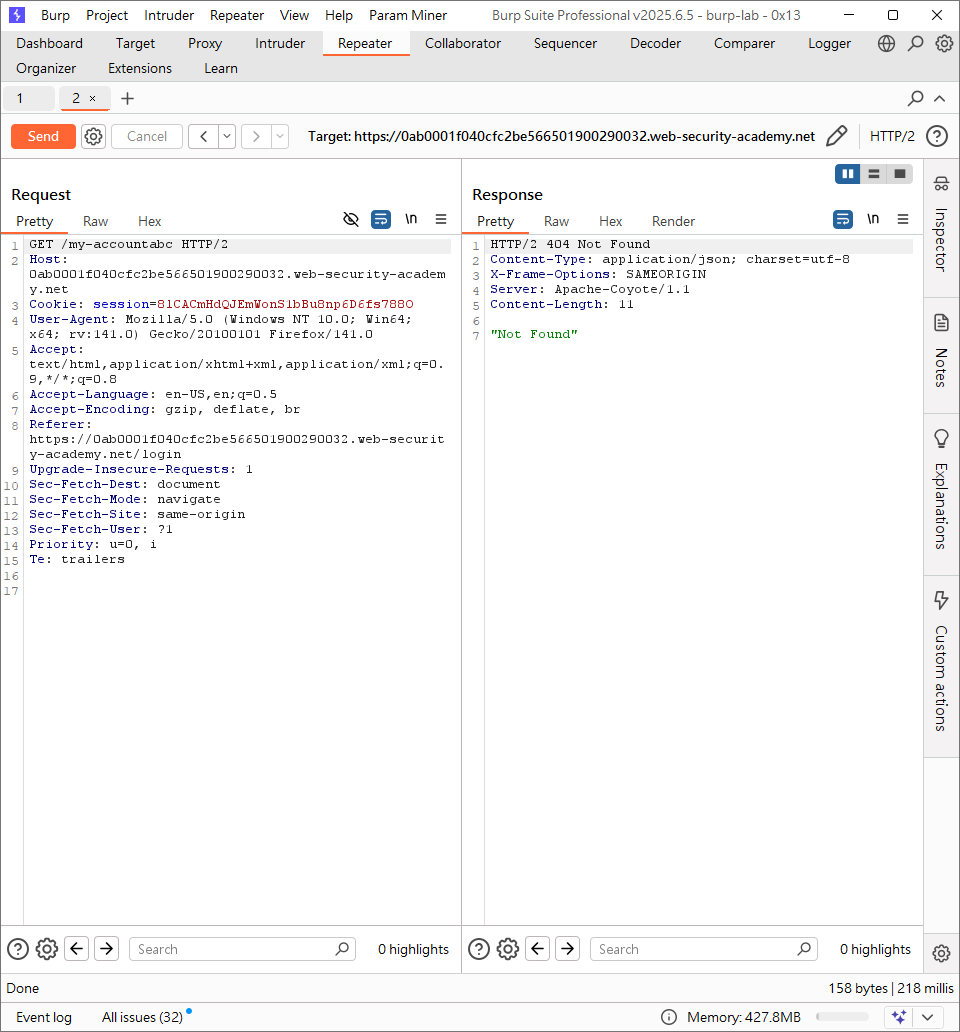 Burp Project Intruder Repeater View Help Param Miner Burp Suite Professional v2025.6.5 - burp-lab - 0x13
Dashboard Target Proxy Intruder Repeater Collaborator Sequencer Decoder Comparer Logger
Organizer Extensions Learn
1 2 × +
Send Cancel Target: https://0ab0001f040cfc2be566501900290032.web-security-academy.net HTTP/2
Request
Pretty Raw Hex \n
1 GET /my-accountabc HTTP/2
2 Host:
0ab0001f040cfc2be566501900290032.web-security-academ
y.net
3 Cookie: session=8lCACmHdQJEmWonS1bBu8np6D6fs788O
4 User-Agent: Mozilla/5.0 (Windows NT 10.0; Win64;
x64; rv:141.0) Gecko/20100101 Firefox/141.0
5 Accept:
text/html,application/xhtml+xml,application/xml;q=0.
9,*/*;q=0.8
6 Accept-Language: en-US,en;q=0.5
7 Accept-Encoding: gzip, deflate, br
8 Referer:
https://0ab0001f040cfc2be566501900290032.web-securit
y-academy.net/login
9 Upgrade-Insecure-Requests: 1
10 Sec-Fetch-Dest: document
11 Sec-Fetch-Mode: navigate
12 Sec-Fetch-Site: same-origin
13 Sec-Fetch-User: ?1
14 Priority: u=0, i
15 Te: trailers
16
17
Response
Pretty Raw Hex Render \n
1 HTTP/2 404 Not Found
2 Content-Type: application/json; charset=utf-8
3 X-Frame-Options: SAMEORIGIN
4 Server: Apache-Coyote/1.1
5 Content-Length: 11
6
7 "Not Found"
Inspector
Notes
Explanations
Custom actions
Search 0 highlights
Search 0 highlights
Done 158 bytes | 218 millis
Event log All issues (32) Memory: 427.8MB